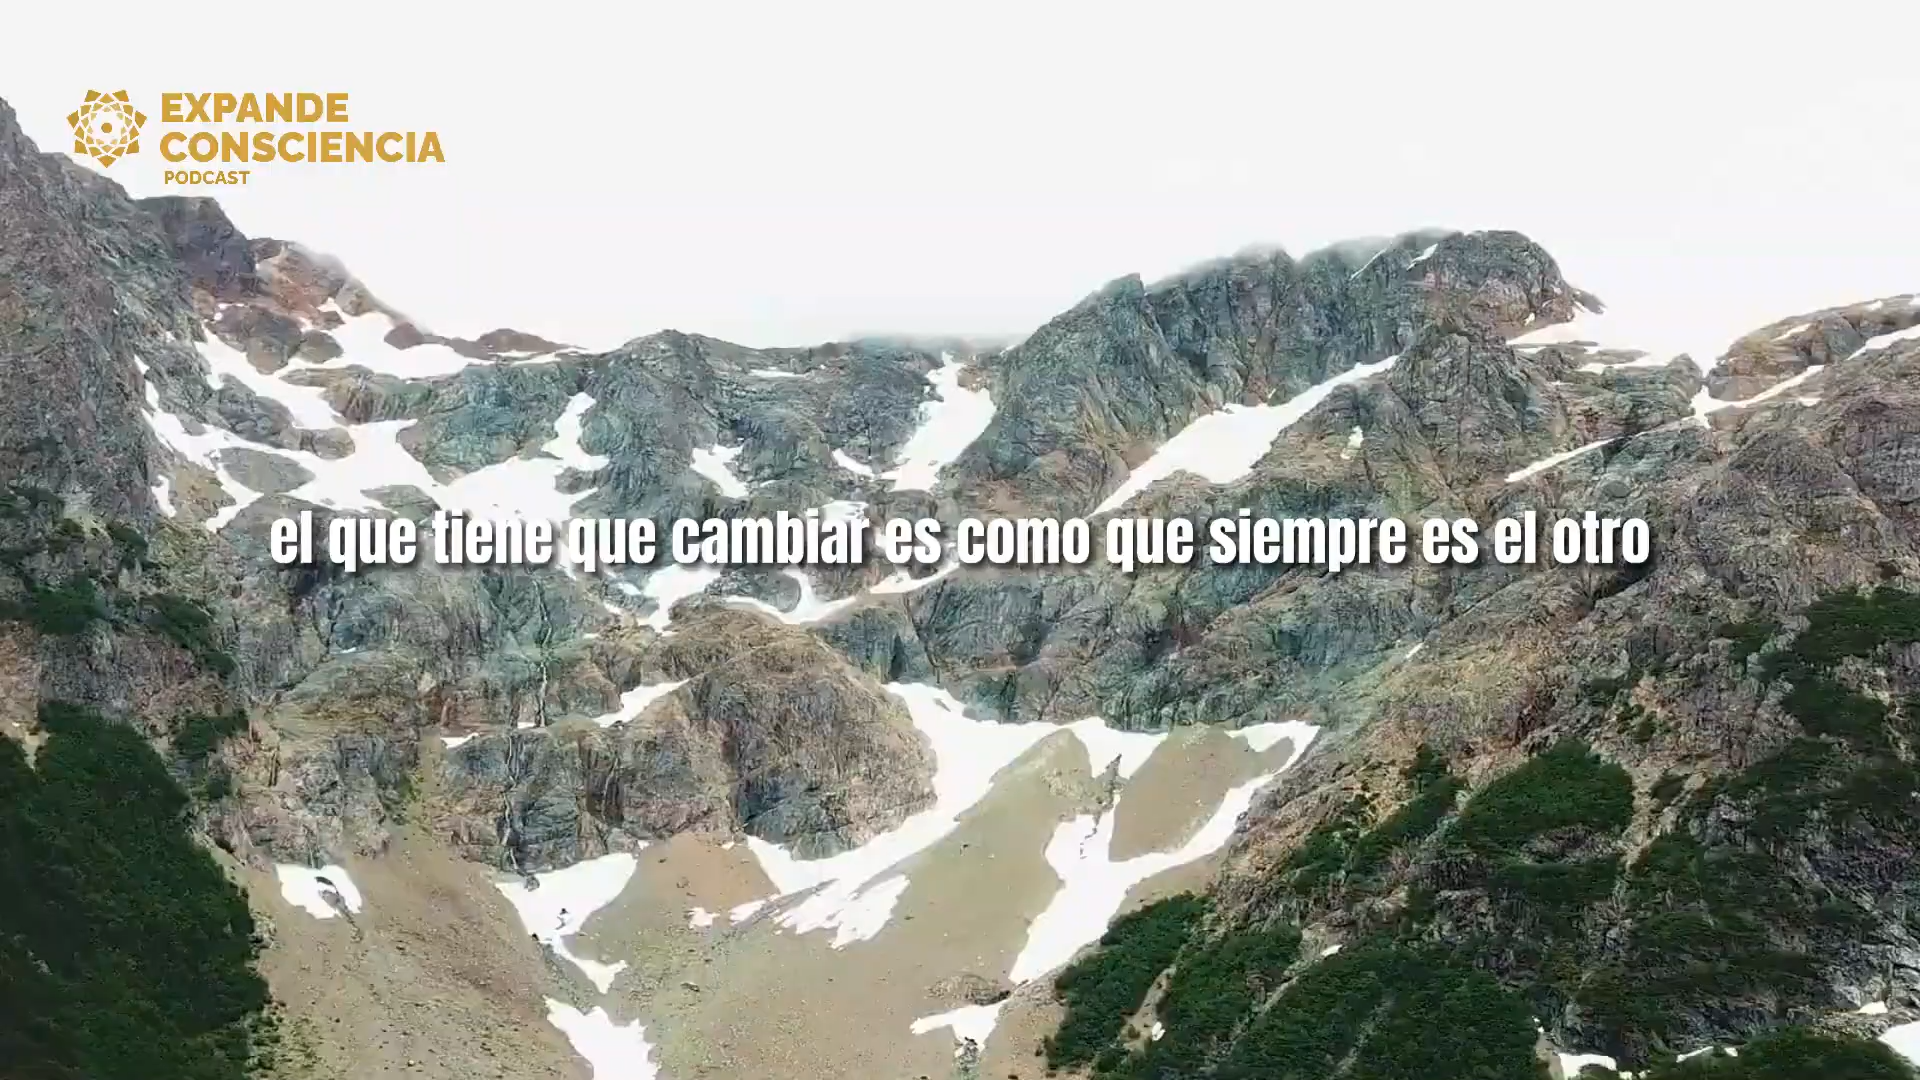 EXPANDE
CONSCIENCIA
PODCAST
el que tiene que cambiar es como que siempre es el otro